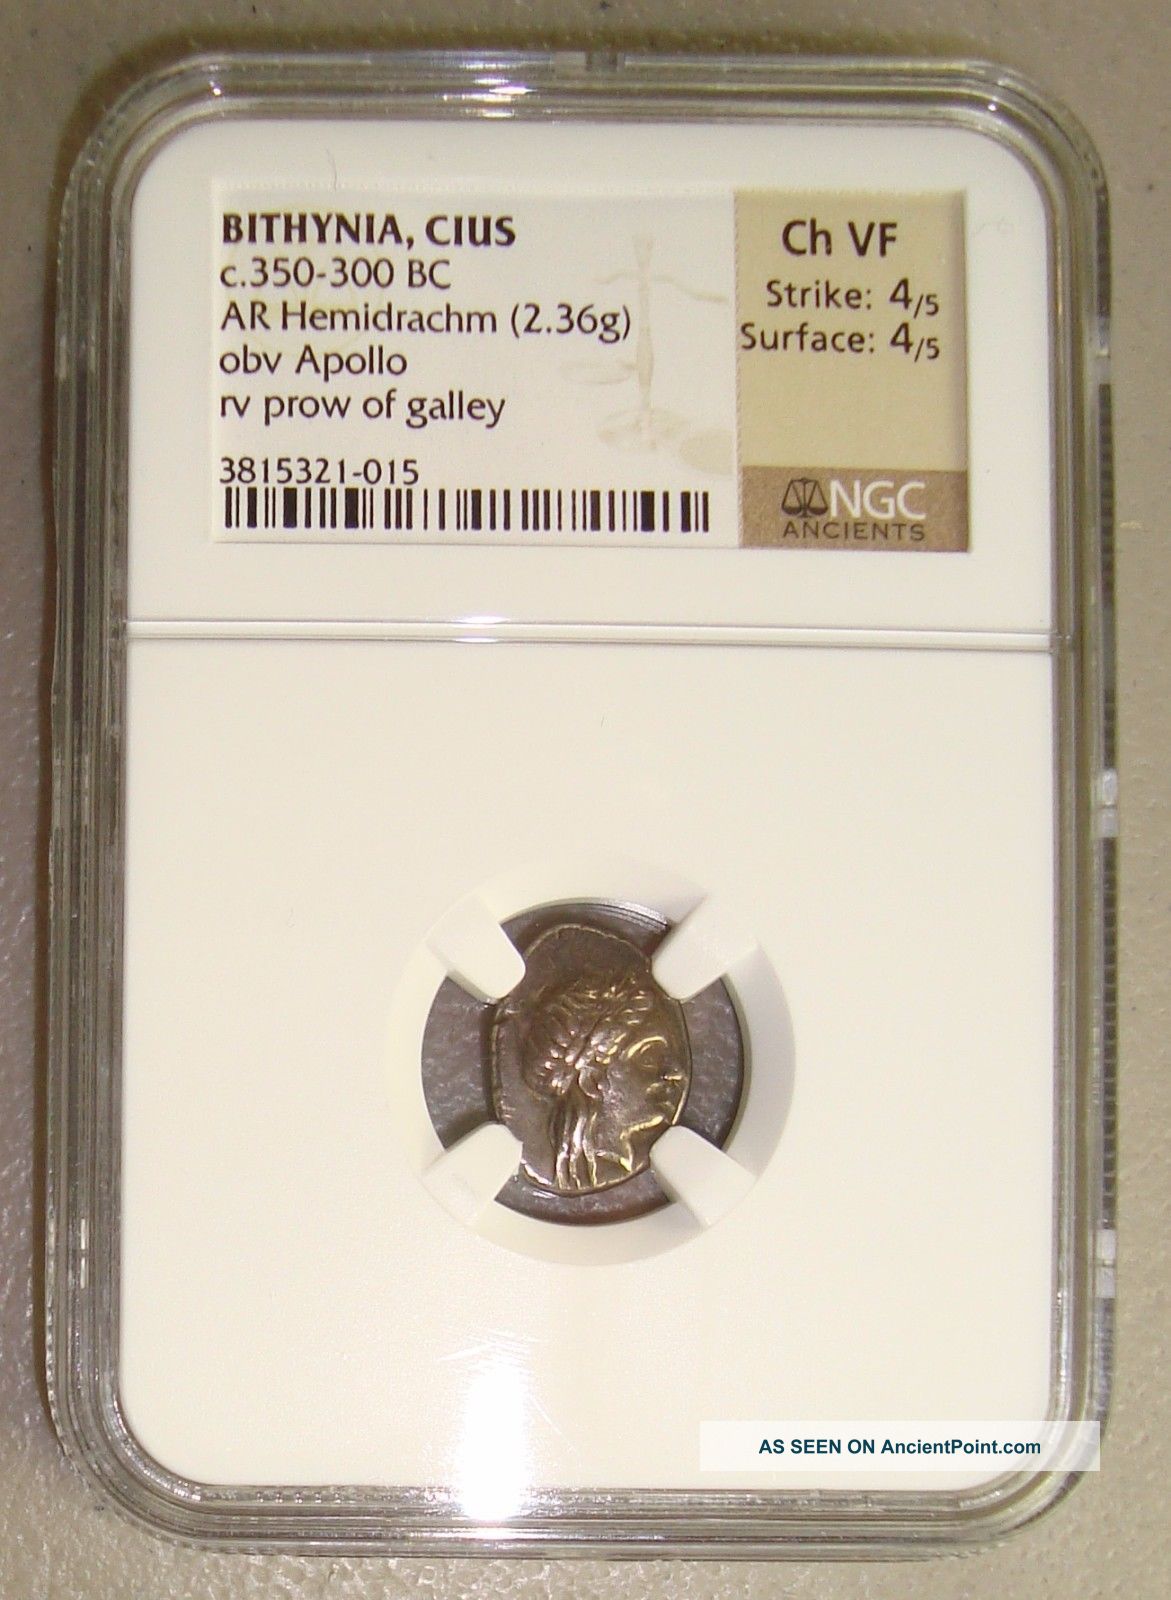 BITHYNIA, CIUS
c.350-300 BC
AR Hemidrachm (2.36g)
obv Apollo
rv prow of galley
3815321-015
Ch VF
Strike: 4/5
Surface: 4/5
NGC
ANCIENTS
AS SEEN ON AncientPoint.com